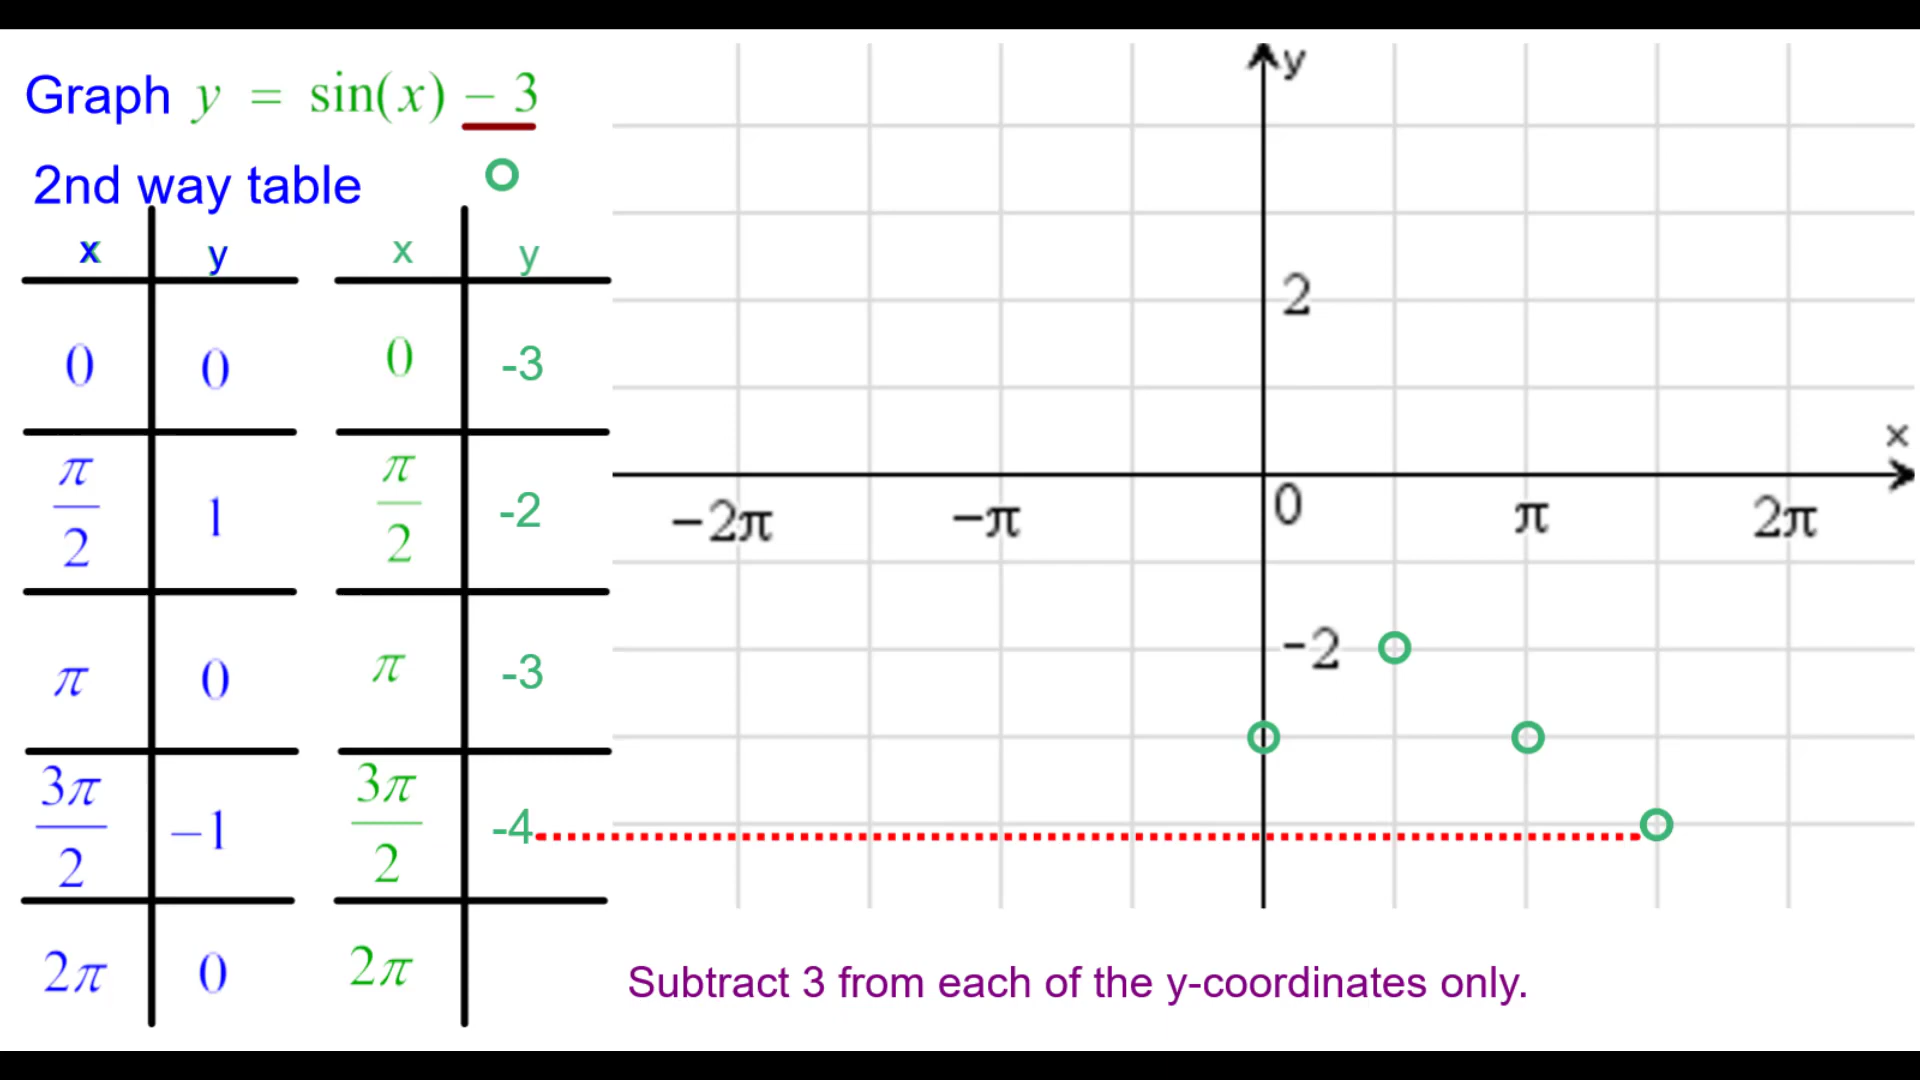 Graph y = sin(x) − 3
2nd way table
x y x y
0 0 0 -3
π/2 1 π/2 -2
π 0 π -3
3π/2 −1 3π/2 -4
2π 0 2π
y
2
x
−2π −π 0 π 2π
-2
Subtract 3 from each of the y-coordinates only.